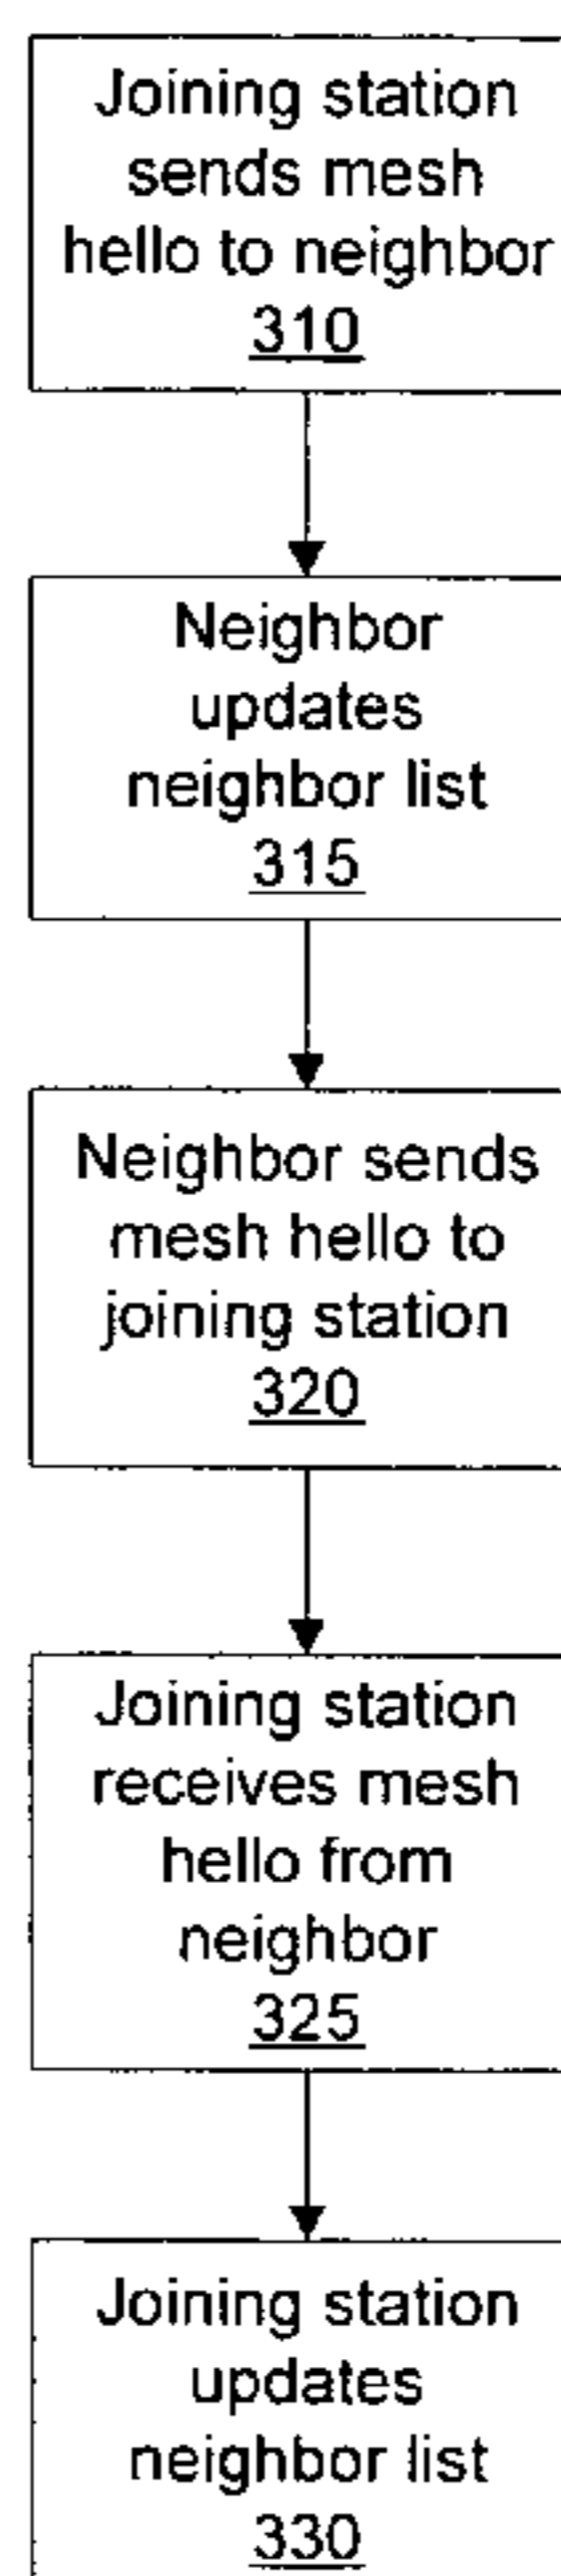 Joining station
sends mesh
hello to neighbor
310
Neighbor
updates
neighbor list
315
Neighbor sends
mesh hello to
joining station
320
Joining station
receives mesh
hello from
neighbor
325
Joining station
updates
neighbor list
330